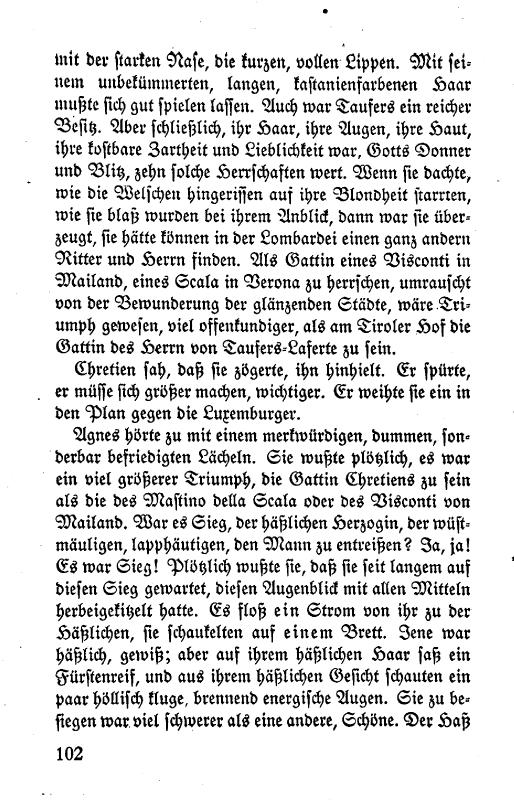 mit der starken Nase, die kurzen, vollen Lippen. Mit sei-
nem unbekümmerten, langen, kastanienfarbenen Haar
mußte sich gut spielen lassen. Auch war Taufers ein reicher
Besitz. Aber schließlich, ihr Haar, ihre Augen, ihre Haut,
ihre kostbare Zartheit und Lieblichkeit war, Gotts Donner
und Blitz, zehn solche Herrschaften wert. Wenn sie dachte,
wie die Welschen hingerissen auf ihre Blondheit starrten,
wie sie blaß wurden bei ihrem Anblick, dann war sie über-
zeugt, sie hätte können in der Lombardei einen ganz andern
Ritter und Herrn finden. Als Gattin eines Visconti in
Mailand, eines Scala in Verona zu herrschen, umrauscht
von der Bewunderung der glänzenden Städte, wäre Tri-
umph gewesen, viel offenkundiger, als am Tiroler Hof die
Gattin des Herrn von Taufers-Laferte zu sein.
Chretien sah, daß sie zögerte, ihn hinhielt. Er spürte,
er müsse sich größer machen, wichtiger. Er weihte sie ein in
den Plan gegen die Luxemburger.
Agnes hörte zu mit einem merkwürdigen, dummen, son-
derbar befriedigten Lächeln. Sie wußte plötzlich, es war
ein viel größerer Triumph, die Gattin Chretiens zu sein
als die des Mastino della Scala oder des Visconti von
Mailand. War es Sieg, der häßlichen Herzogin, der wüst-
mäuligen, lapphäutigen, den Mann zu entreißen? Ja, ja!
Es war Sieg! Plötzlich wußte sie, daß sie seit langem auf
diesen Sieg gewartet, diesen Augenblick mit allen Mitteln
herbeigekitzelt hatte. Es floß ein Strom von ihr zu der
Häßlichen, sie schaukelten auf einem Brett. Jene war
häßlich, gewiß; aber auf ihrem häßlichen Haar saß ein
Fürstenreif, und aus ihrem häßlichen Gesicht schauten ein
paar höllisch kluge, brennend energische Augen. Sie zu be-
siegen war viel schwerer als eine andere, Schöne. Der Haß
102